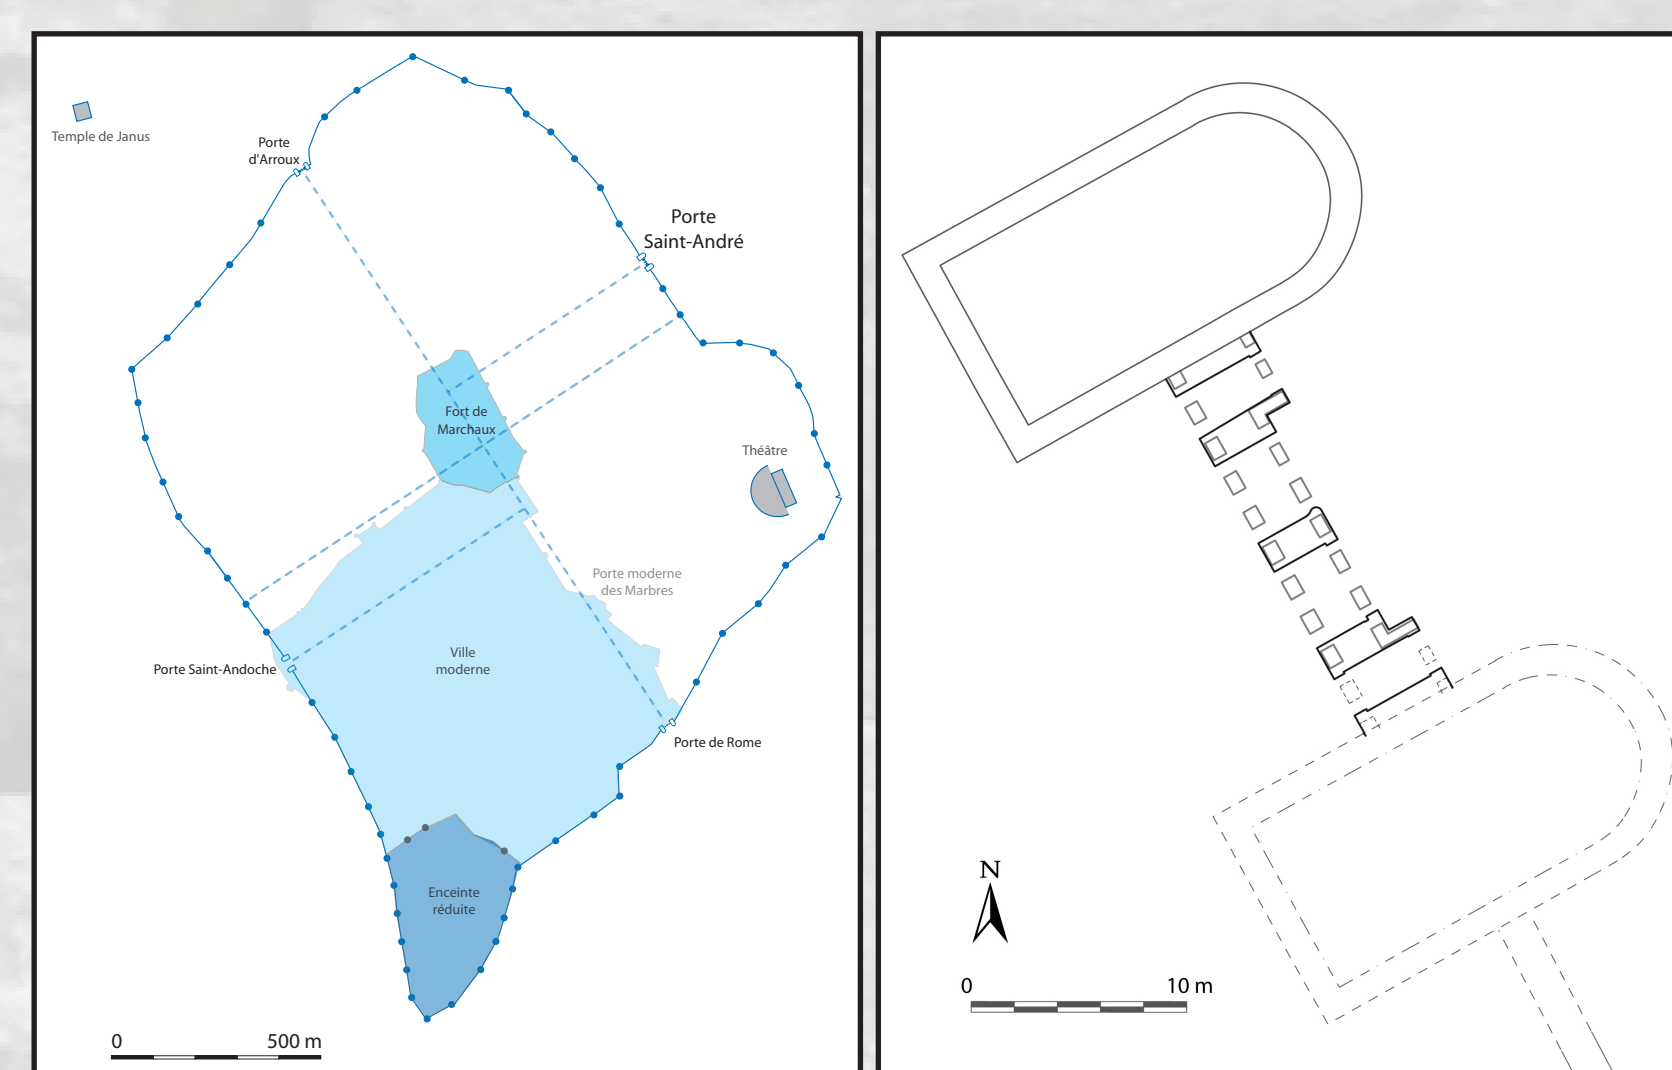 Temple de Janus
Porte
d'Arroux
Porte
Saint-André
Fort de
Marchaux
Théâtre
Porte moderne
des Marbres
Ville
moderne
Porte Saint-Andoche
Porte de Rome
Enceinte
réduite
0 500 m
N
0 10 m